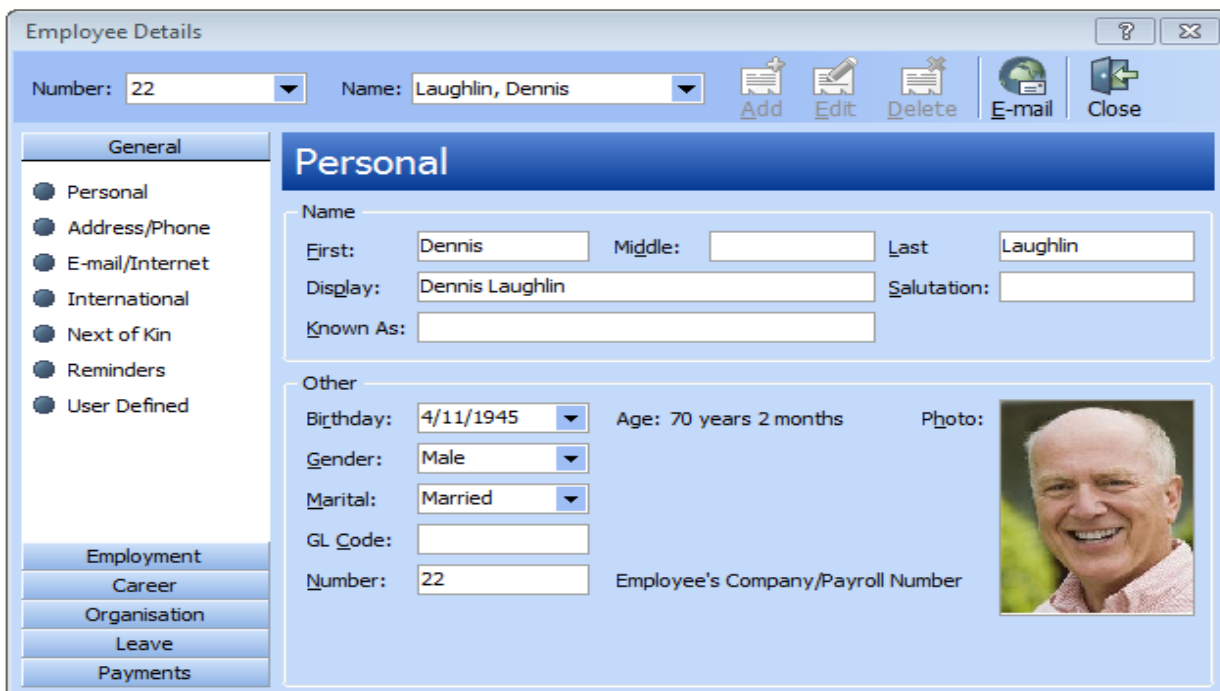 Employee Details
Number: 22 Name: Laughlin, Dennis Add Edit Delete E-mail Close
General
Personal
Address/Phone
E-mail/Internet
International
Next of Kin
Reminders
User Defined
Employment
Career
Organisation
Leave
Payments
Personal
Name
First: Dennis Middle: Last Laughlin
Display: Dennis Laughlin Salutation:
Known As:
Other
Birthday: 4/11/1945 Age: 70 years 2 months Photo:
Gender: Male
Marital: Married
GL Code:
Number: 22 Employee's Company/Payroll Number